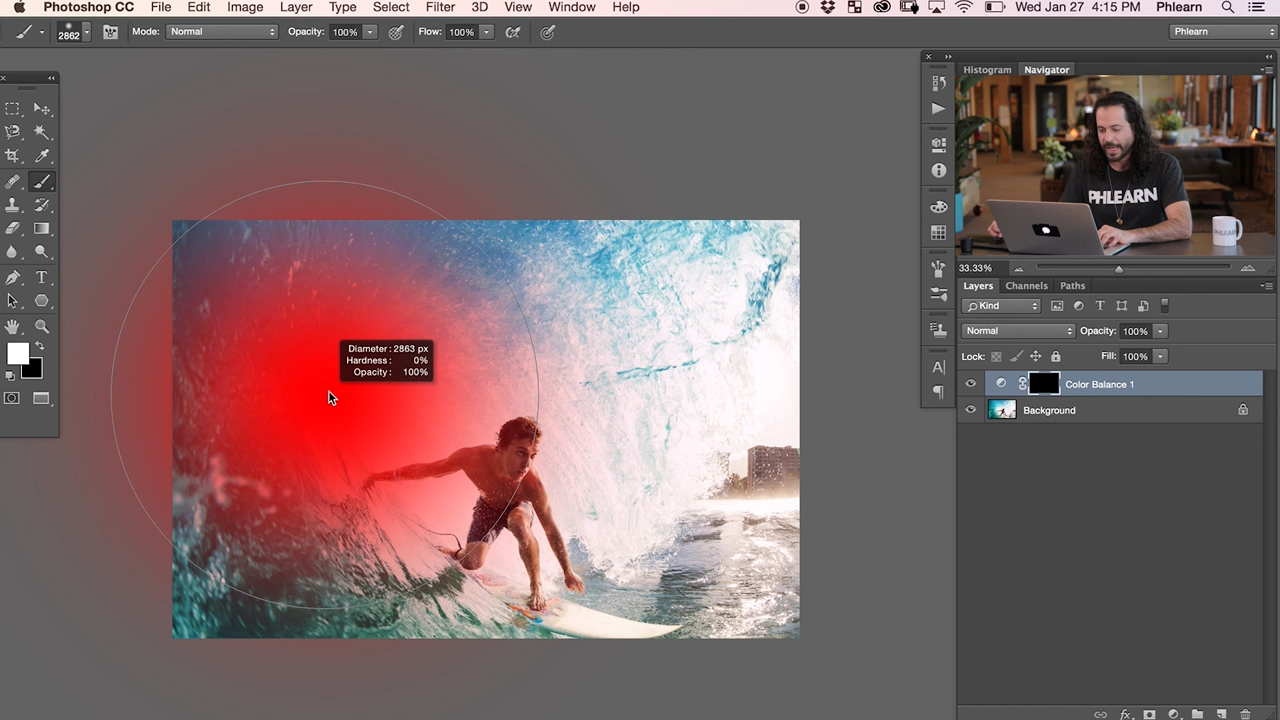 Photoshop CC File Edit Image Layer Type Select Filter 3D View Window Help Wed Jan 27 4:15 PM Phlearn
2862 Mode: Normal Opacity: 100% Flow: 100% Phlearn
Histogram Navigator
PHLEARN
33.33%
Layers Channels Paths
Kind
Normal Opacity: 100%
Lock: Fill: 100%
Color Balance 1
Background
Diameter: 2863 px
Hardness: 0%
Opacity: 100%